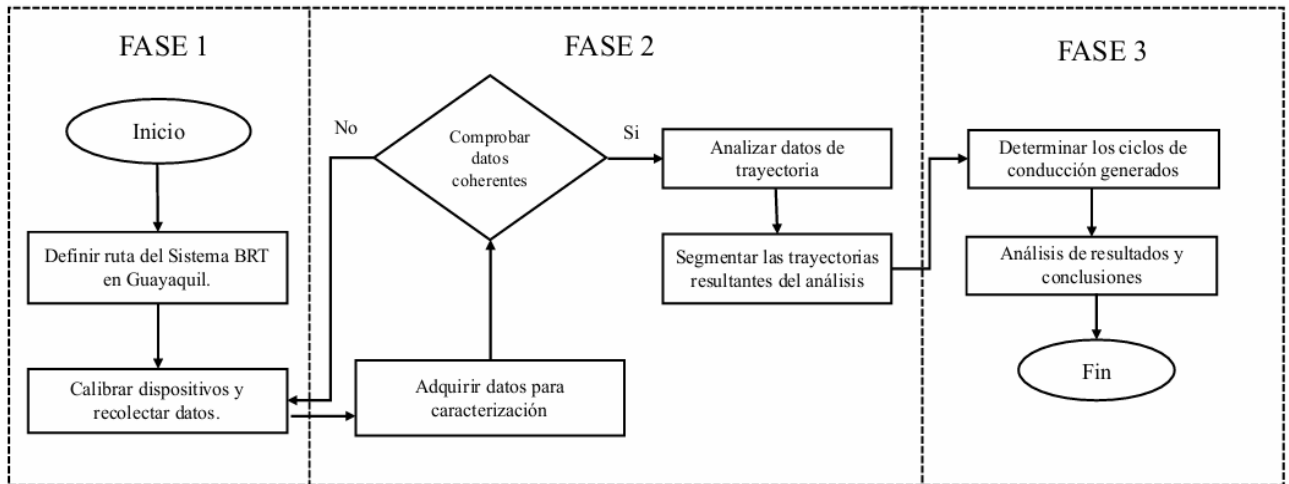 FASE 1
Inicio
Definir ruta del Sistema BRT
en Guayaquil.
Calibrar dispositivos y
recolectar datos.
FASE 2
No
Comprobar
datos
coherentes
Si
Adquirir datos para
caracterización
Analizar datos de
trayectoria
Segmentar las trayectorias
resultantes del análisis
FASE 3
Determinar los ciclos de
conducción generados
Análisis de resultados y
conclusiones
Fin